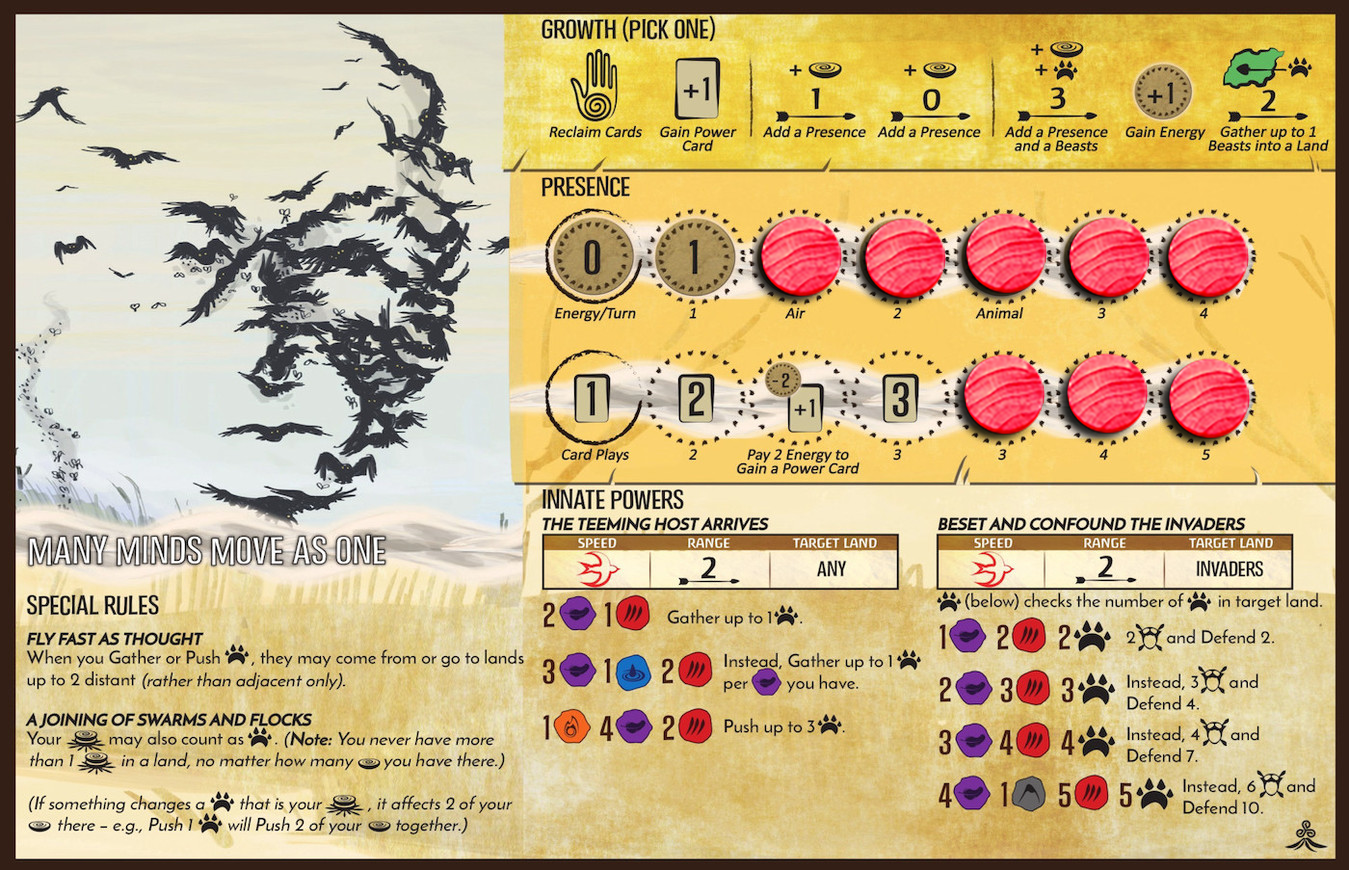 GROWTH (PICK ONE)
+1
+ 1
+ 0
+
+ 3
+1
2
Reclaim Cards
Gain Power Card
Add a Presence
Add a Presence
Add a Presence and a Beasts
Gain Energy
Gather up to 1 Beasts into a Land
PRESENCE
0 1
Energy/Turn 1 Air 2 Animal 3 4
1 2 -2 +1 3
Card Plays 2 Pay 2 Energy to Gain a Power Card 3 3 4 5
MANY MINDS MOVE AS ONE
SPECIAL RULES
FLY FAST AS THOUGHT
When you Gather or Push , they may come from or go to lands
up to 2 distant (rather than adjacent only).
A JOINING OF SWARMS AND FLOCKS
Your may also count as . (Note: You never have more
than 1 in a land, no matter how many you have there.)
(If something changes a that is your , it affects 2 of your
there – e.g., Push 1 will Push 2 of your together.)
INNATE POWERS
THE TEEMING HOST ARRIVES
SPEED RANGE TARGET LAND
2 ANY
2 1 Gather up to 1 .
3 1 2 Instead, Gather up to 1
per you have.
1 4 2 Push up to 3 .
BESET AND CONFOUND THE INVADERS
SPEED RANGE TARGET LAND
2 INVADERS
(below) checks the number of in target land.
1 2 2 2 and Defend 2.
2 3 3 Instead, 3 and
Defend 4.
3 4 4 Instead, 4 and
Defend 7.
4 1 5 5 Instead, 6 and
Defend 10.